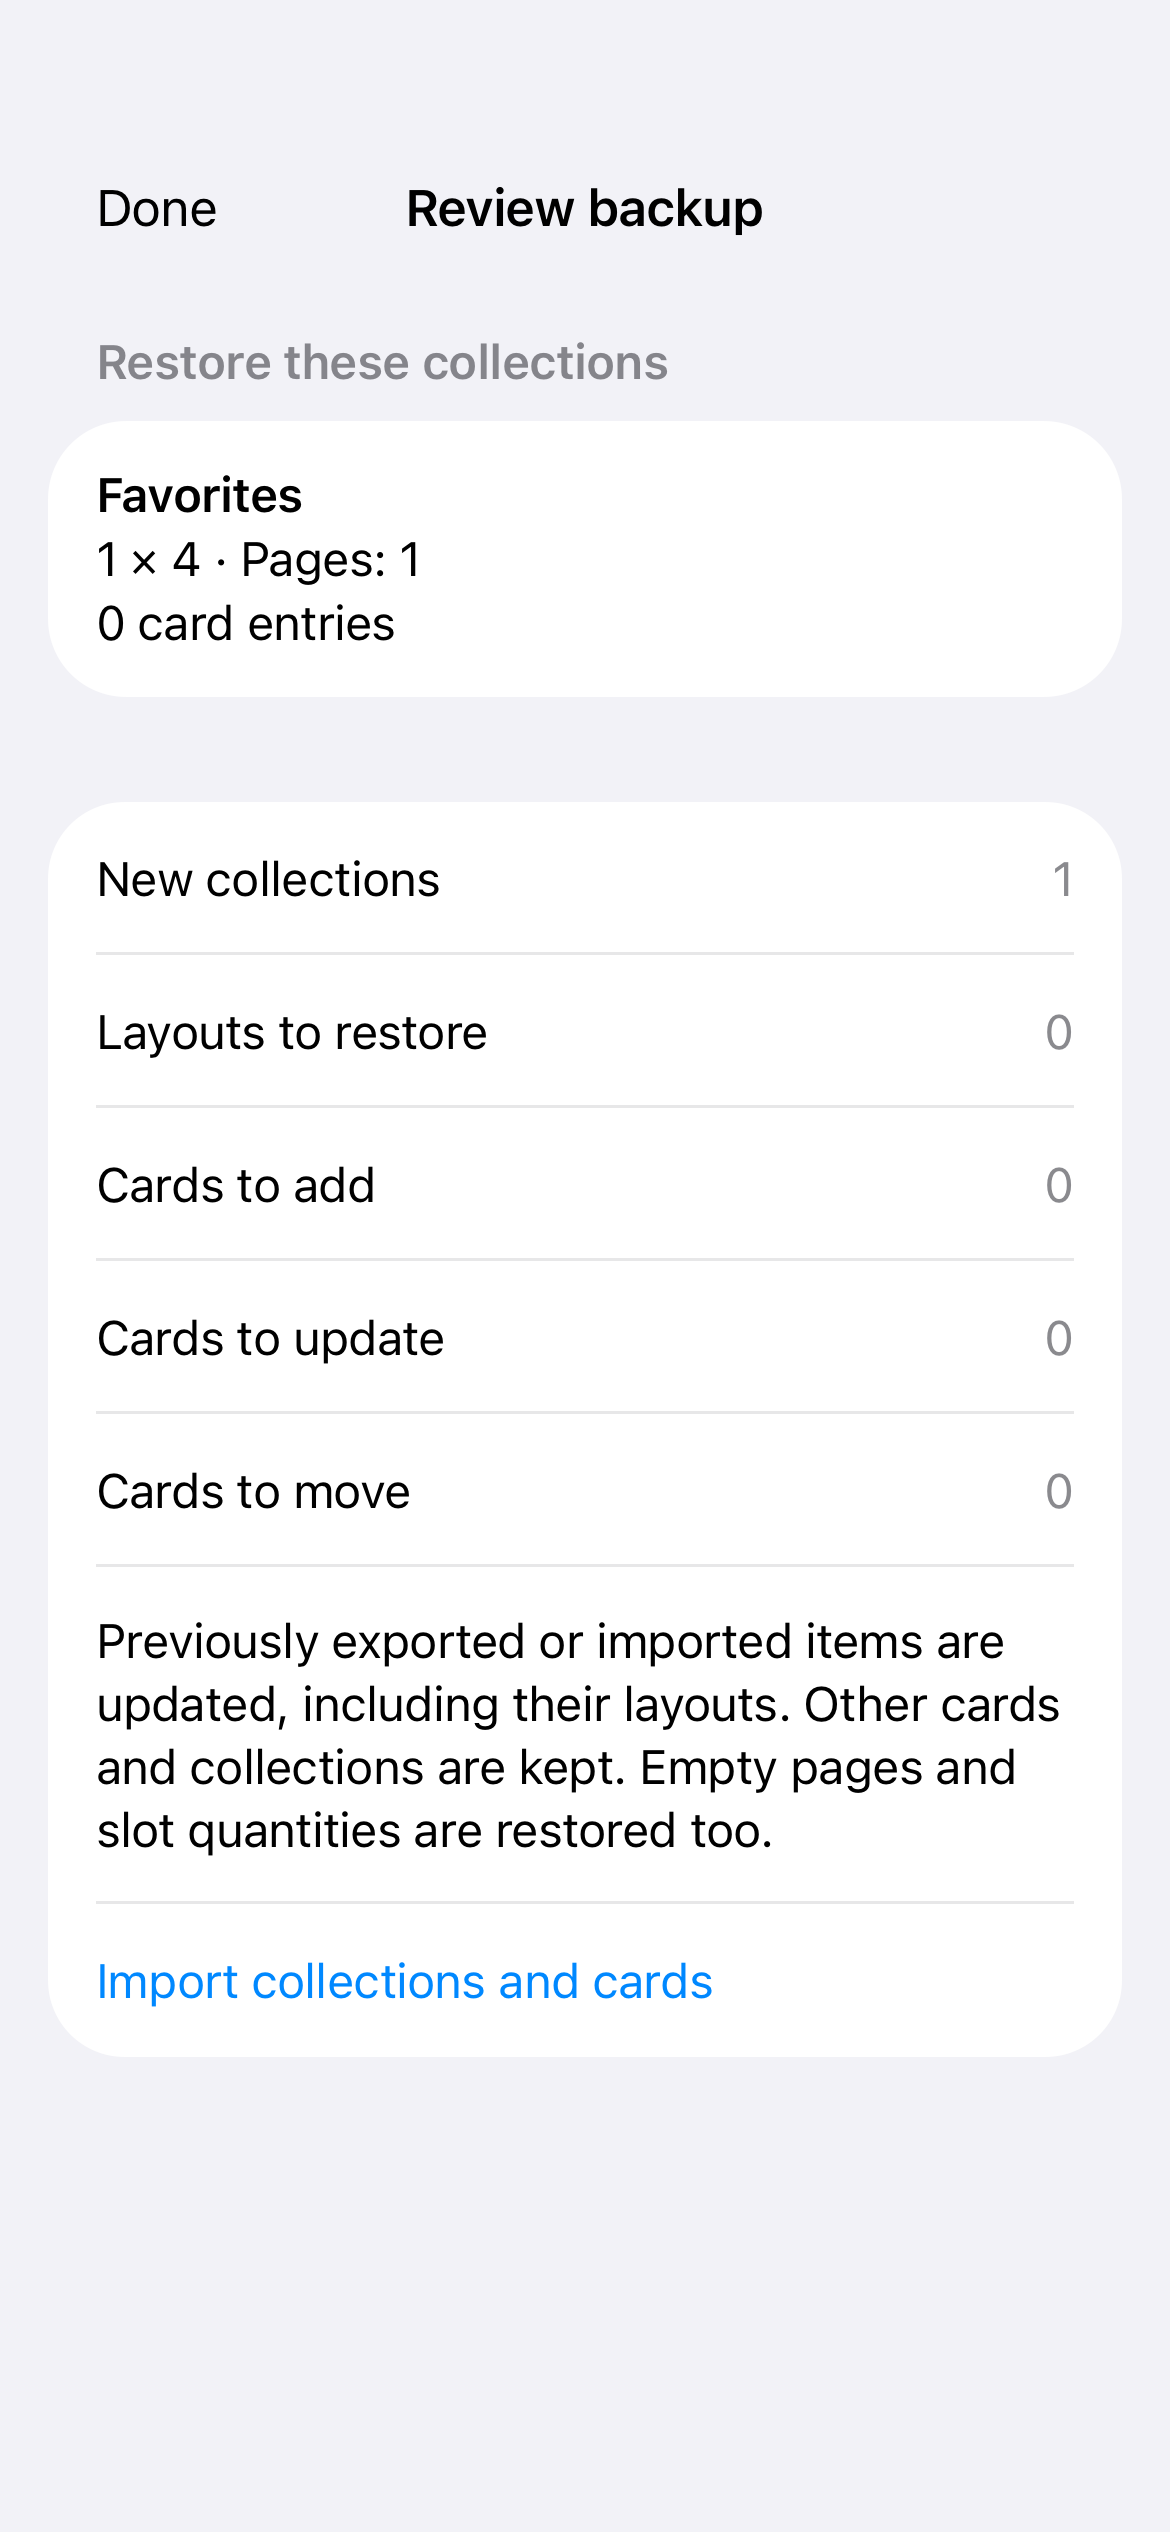 Done
Review backup
Restore these collections
Favorites
1 × 4 · Pages: 1
0 card entries
New collections 1
Layouts to restore 0
Cards to add 0
Cards to update 0
Cards to move 0
Previously exported or imported items are
updated, including their layouts. Other cards
and collections are kept. Empty pages and
slot quantities are restored too.
Import collections and cards